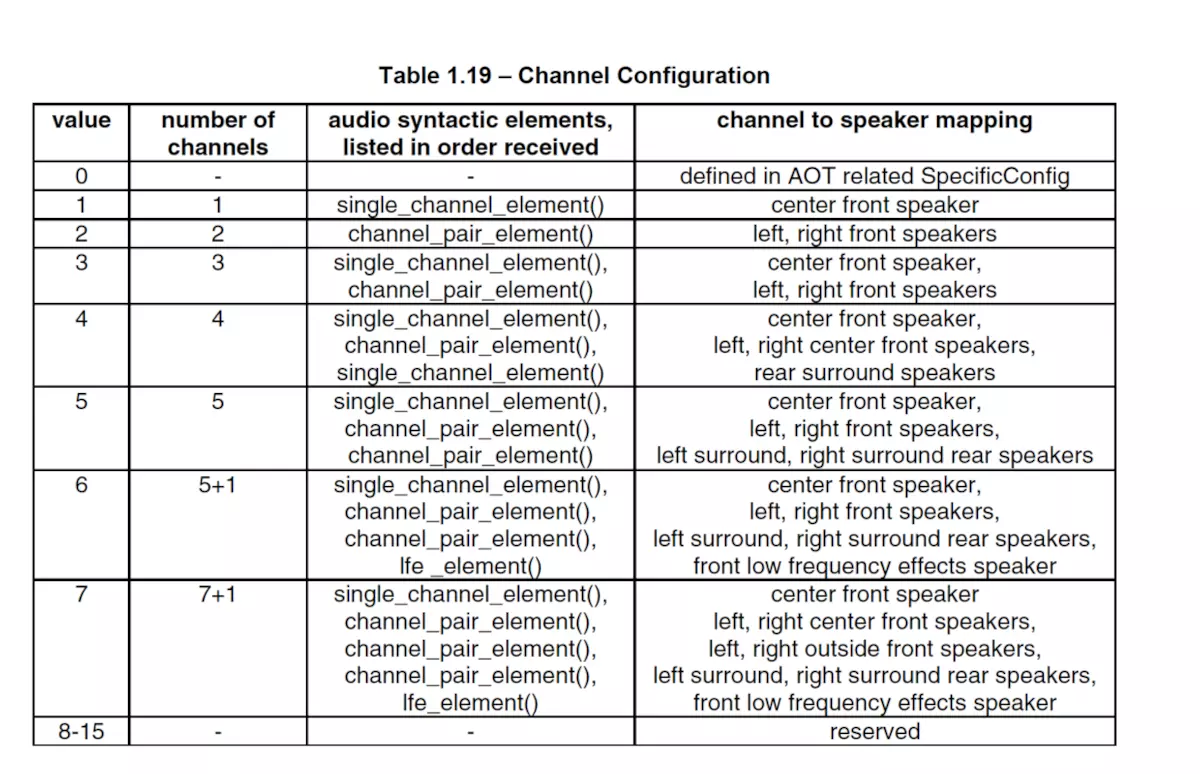 Table 1.19 – Channel Configuration
value number of channels audio syntactic elements, listed in order received channel to speaker mapping
0 - - defined in AOT related SpecificConfig
1 1 single_channel_element() center front speaker
2 2 channel_pair_element() left, right front speakers
3 3 single_channel_element(), center front speaker,
channel_pair_element() left, right front speakers
4 4 single_channel_element(), center front speaker,
channel_pair_element(), left, right center front speakers,
single_channel_element() rear surround speakers
5 5 single_channel_element(), center front speaker,
channel_pair_element(), left, right front speakers,
channel_pair_element() left surround, right surround rear speakers
6 5+1 single_channel_element(), center front speaker,
channel_pair_element(), left, right front speakers,
channel_pair_element(), left surround, right surround rear speakers,
lfe _element() front low frequency effects speaker
7 7+1 single_channel_element(), center front speaker
channel_pair_element(), left, right center front speakers,
channel_pair_element(), left, right outside front speakers,
channel_pair_element(), left surround, right surround rear speakers,
lfe_element() front low frequency effects speaker
8-15 - - reserved